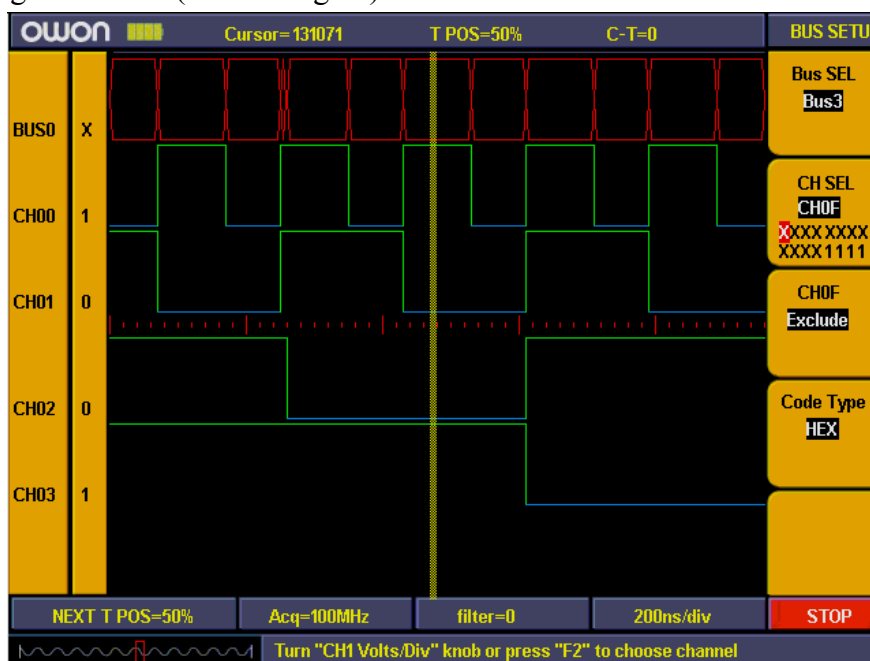 owon Cursor=131071 T POS=50% C-T=0 BUS SETU
Bus SEL
Bus3
BUS0 X
CH SEL
CH0F
XXXX XXXX
XXXX 1111
CH00 1
CH0F
Exclude
CH01 0
Code Type
HEX
CH02 0
CH03 1
NEXT T POS=50% Acq=100MHz filter=0 200ns/div STOP
Turn "CH1 Volts/Div" knob or press "F2" to choose channel